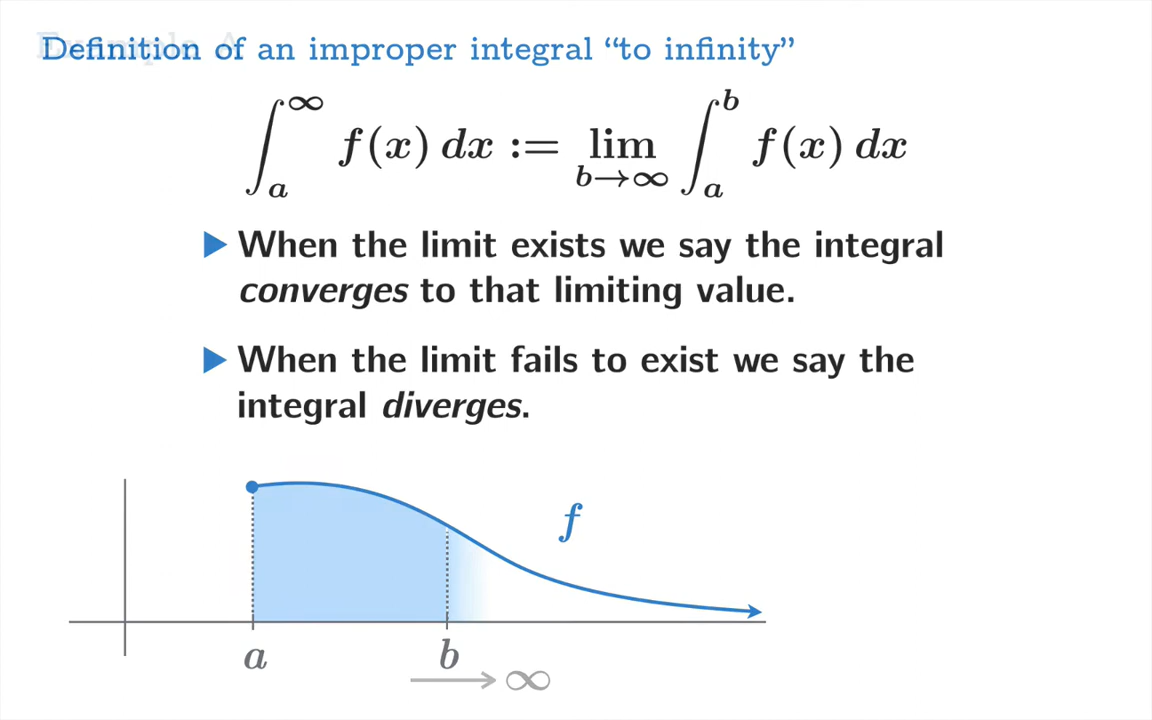 Definition of an improper integral “to infinity”
∫_a^∞ f(x) dx := lim_{b→∞} ∫_a^b f(x) dx
▶ When the limit exists we say the integral
converges to that limiting value.
▶ When the limit fails to exist we say the
integral diverges.
f
a b
→ ∞